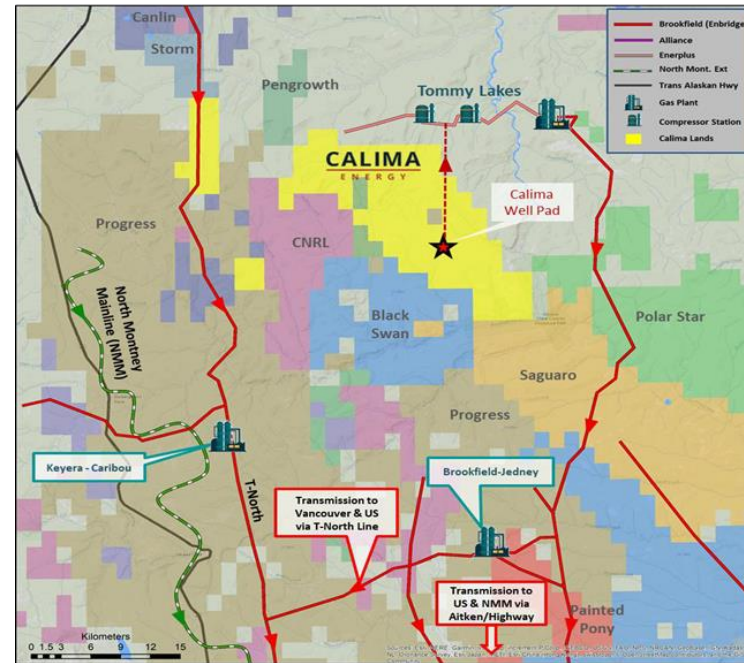 Canlin
Storm
Pengrowth
Tommy Lakes
CALIMA
ENERGY
Calima
Well Pad
Progress
CNRL
North Montney
Mainline (NMM)
Black
Swan
Polar Star
Saguaro
Progress
Keyera - Caribou
T-North
Brookfield-Jedney
Transmission to
Vancouver & US
via T-North Line
Transmission to
US & NMM via
Aitken/Highway
Painted
Pony
Kilometers
0 1.5 3 6 9 12 15
Brookfield (Enbridge)
Alliance
Enerplus
North Mont. Ext
Trans Alaskan Hwy
Gas Plant
Compressor Station
Calima Lands